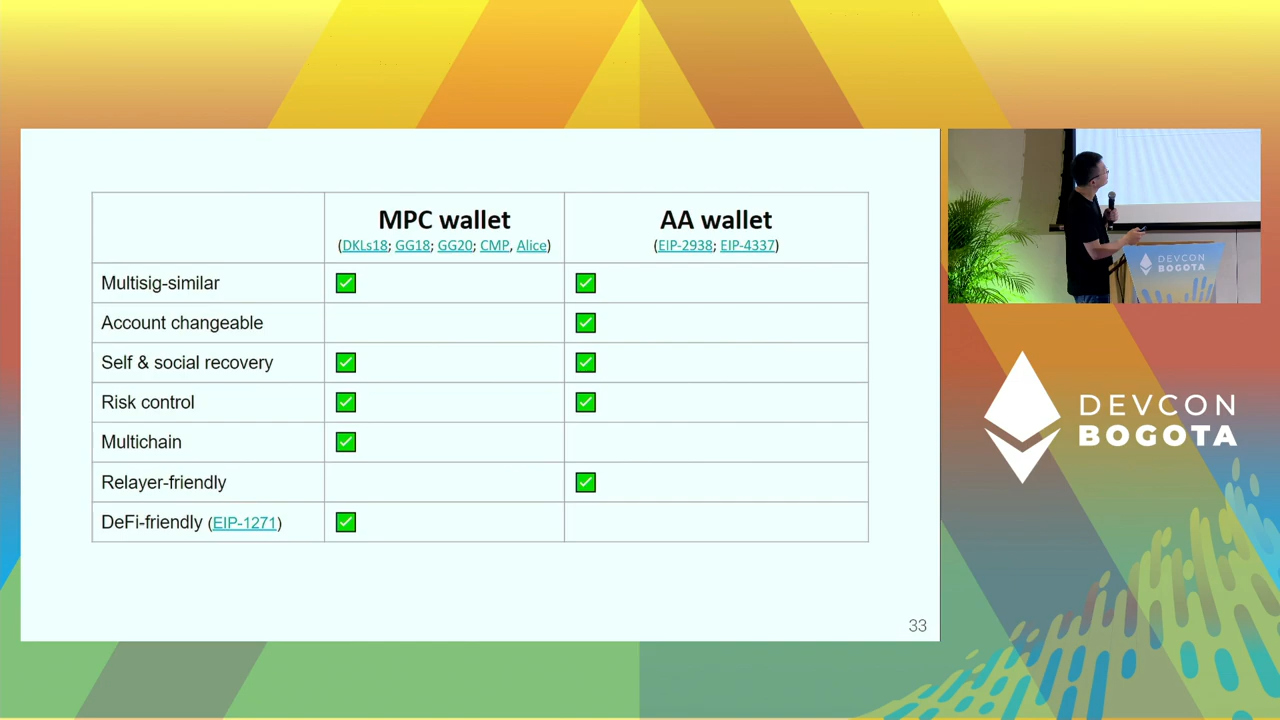 MPC wallet
(DKLs18; GG18; GG20; CMP, Alice)
AA wallet
(EIP-2938; EIP-4337)
Multisig-similar ✅ ✅
Account changeable ✅
Self & social recovery ✅ ✅
Risk control ✅ ✅
Multichain ✅
Relayer-friendly ✅
DeFi-friendly (EIP-1271) ✅
33
DEVCON
BOGOTA
DEVCON
BOGOTA